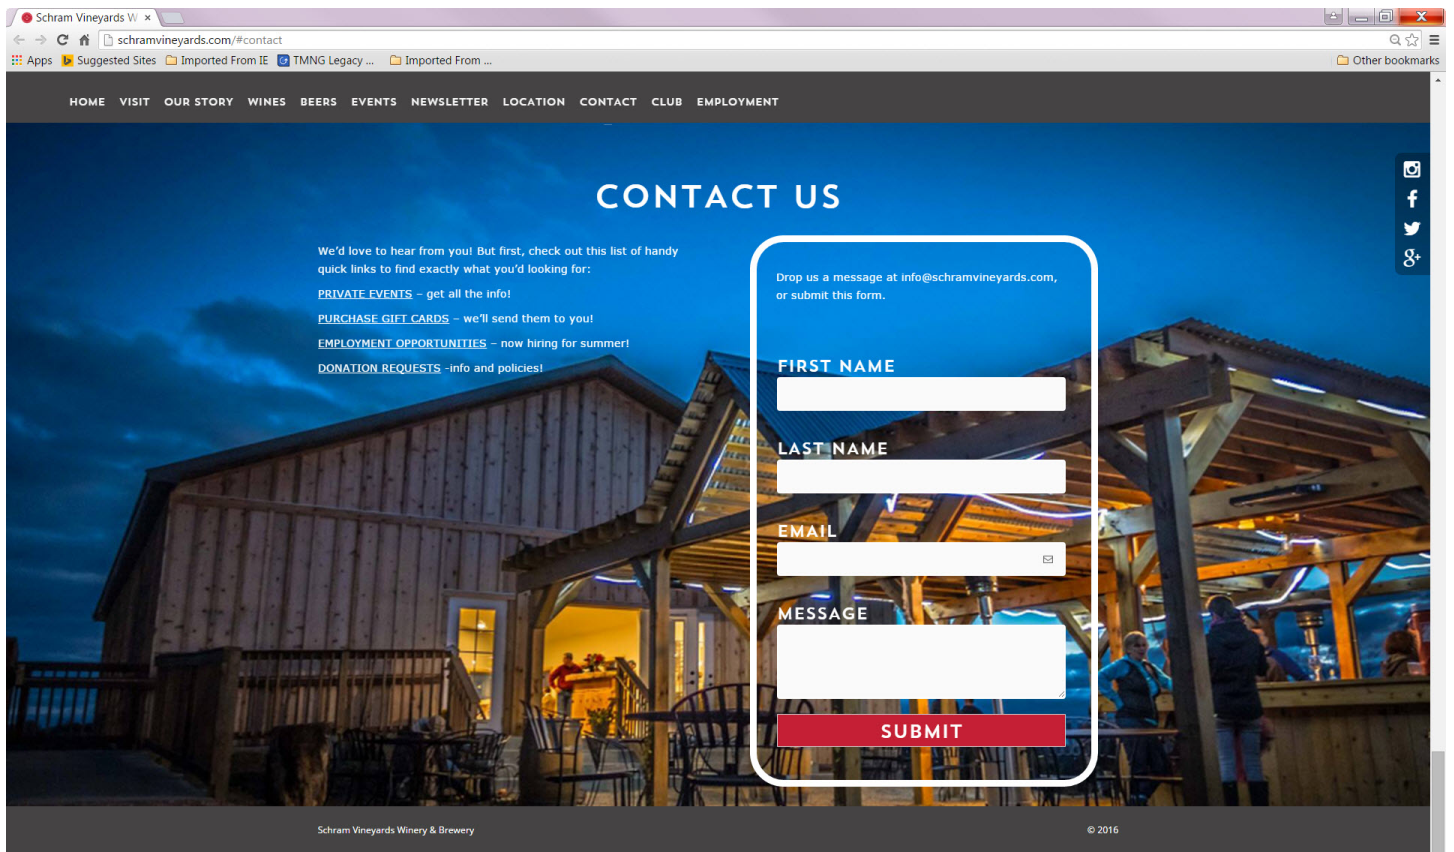 Schram Vineyards W
schramvineyards.com/#contact
Apps Suggested Sites Imported From IE TMNG Legacy ... Imported From ... Other bookmarks
HOME VISIT OUR STORY WINES BEERS EVENTS NEWSLETTER LOCATION CONTACT CLUB EMPLOYMENT
CONTACT US
We'd love to hear from you! But first, check out this list of handy
quick links to find exactly what you'd looking for:
PRIVATE EVENTS – get all the info!
PURCHASE GIFT CARDS – we'll send them to you!
EMPLOYMENT OPPORTUNITIES – now hiring for summer!
DONATION REQUESTS -info and policies!
Drop us a message at info@schramvineyards.com,
or submit this form.
FIRST NAME
LAST NAME
EMAIL
MESSAGE
SUBMIT
Schram Vineyards Winery & Brewery
© 2016